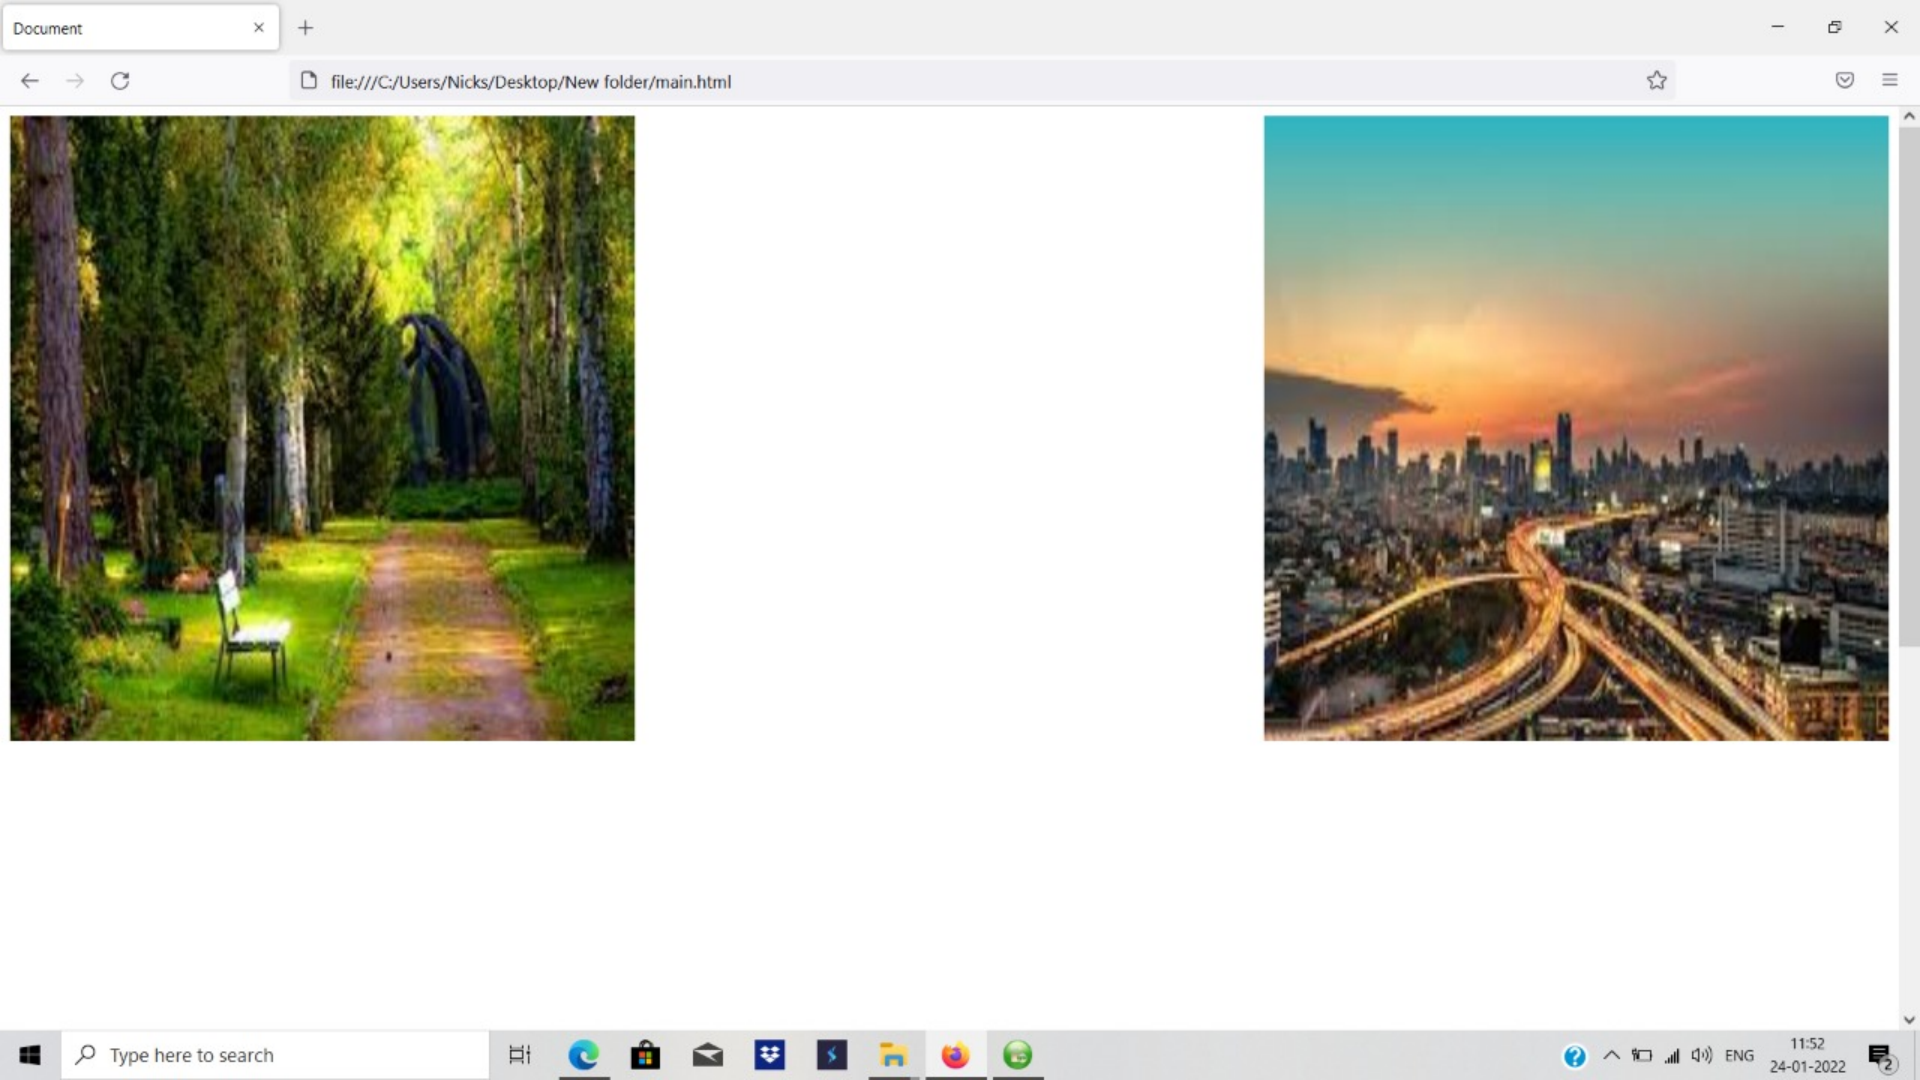 Document
file:///C:/Users/Nicks/Desktop/New folder/main.html
Type here to search
ENG
11:52
24-01-2022
2